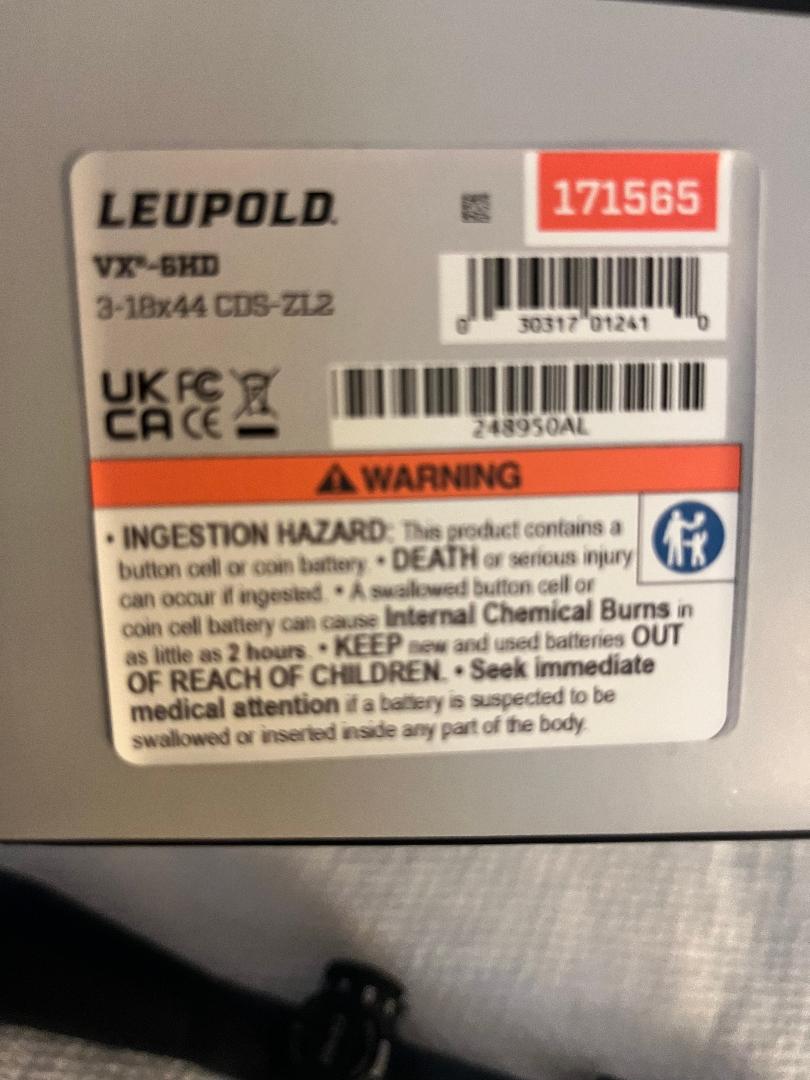 LEUPOLD
171565
VX®-6HD
3-18x44 CDS-ZL2
0 30317 01241 0
UK
CA
FC
CE
248950AL
WARNING
• INGESTION HAZARD: This product contains a
button cell or coin battery. • DEATH or serious injury
can occur if ingested. • A swallowed button cell or
coin cell battery can cause Internal Chemical Burns in
as little as 2 hours. • KEEP new and used batteries OUT
OF REACH OF CHILDREN. • Seek immediate
medical attention if a battery is suspected to be
swallowed or inserted inside any part of the body.